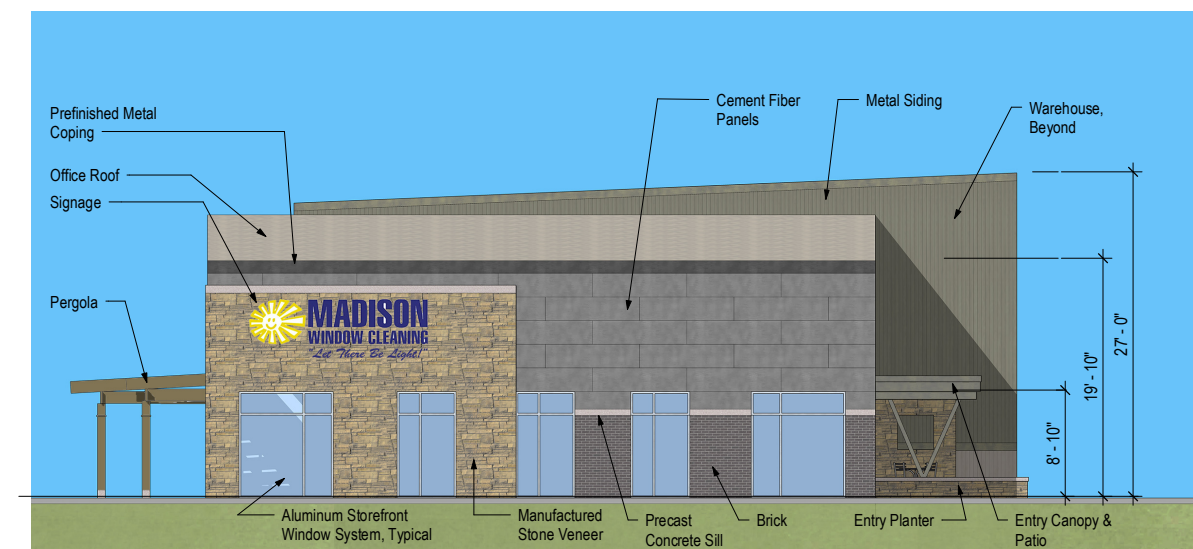 Prefinished Metal
Coping
Office Roof
Signage
Pergola
MADISON
WINDOW CLEANING
"Let There Be Light!"
Cement Fiber
Panels
Metal Siding
Warehouse,
Beyond
27' - 0"
19' - 10"
8' - 10"
Aluminum Storefront
Window System, Typical
Manufactured
Stone Veneer
Precast
Concrete Sill
Brick
Entry Planter
Entry Canopy &
Patio